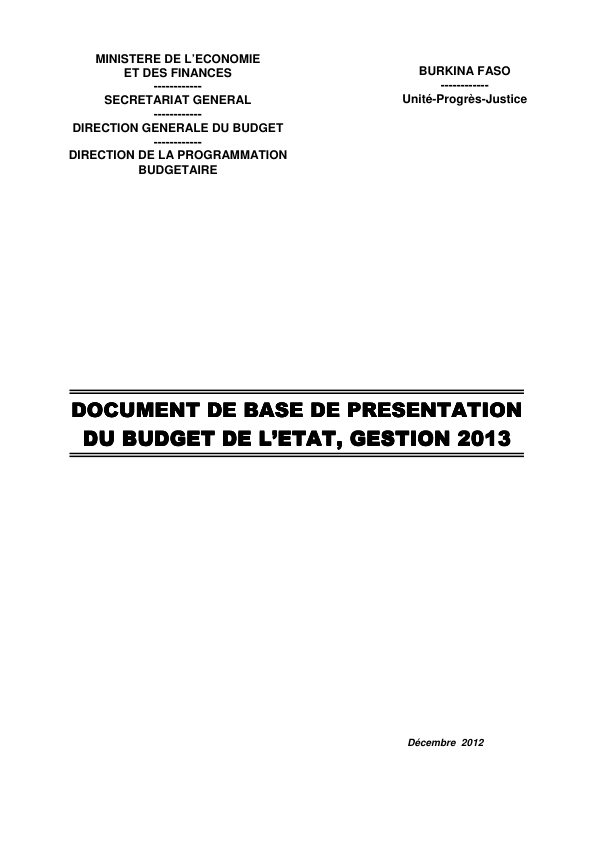 MINISTERE DE L'ECONOMIE
ET DES FINANCES
------------
SECRETARIAT GENERAL
------------
DIRECTION GENERALE DU BUDGET
------------
DIRECTION DE LA PROGRAMMATION
BUDGETAIRE
BURKINA FASO
------------
Unité-Progrès-Justice
DOCUMENT DE BASE DE PRESENTATION
DU BUDGET DE L'ETAT, GESTION 2013
Décembre 2012